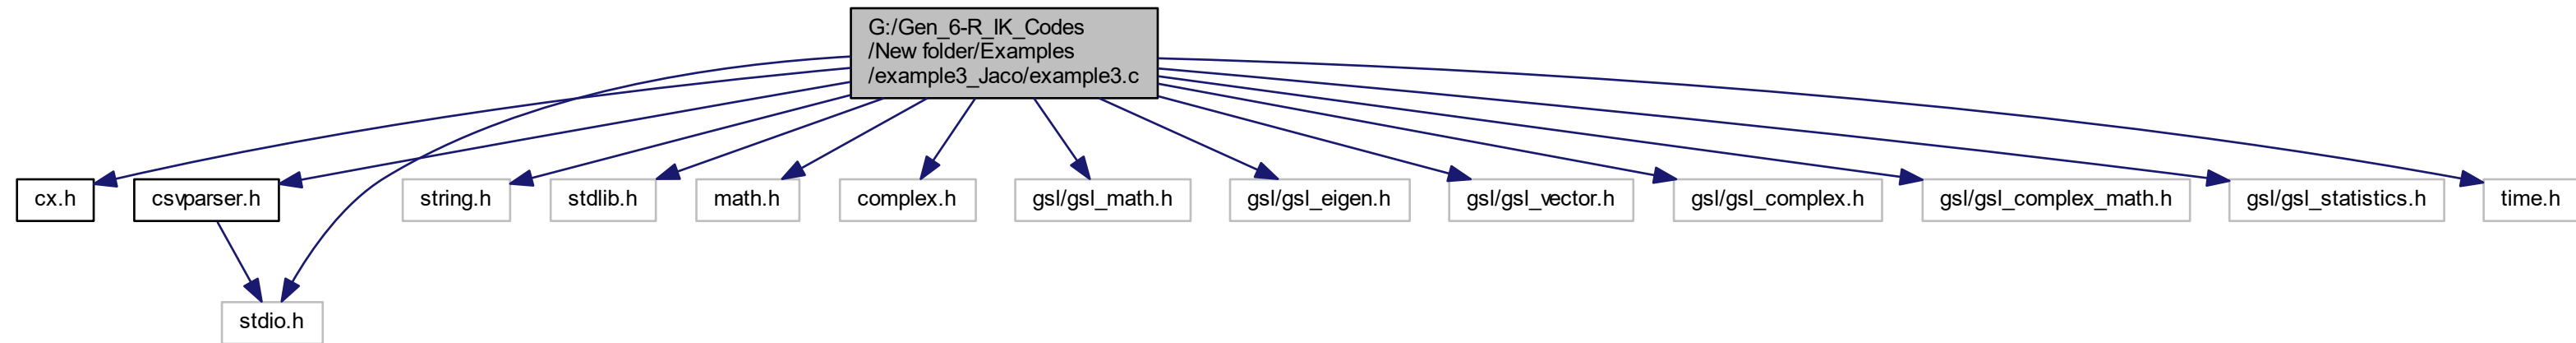 G:/Gen_6-R_IK_Codes
/New folder/Examples
/example3_Jaco/example3.c
cx.h
csvparser.h
string.h
stdlib.h
math.h
complex.h
gsl/gsl_math.h
gsl/gsl_eigen.h
gsl/gsl_vector.h
gsl/gsl_complex.h
gsl/gsl_complex_math.h
gsl/gsl_statistics.h
time.h
stdio.h